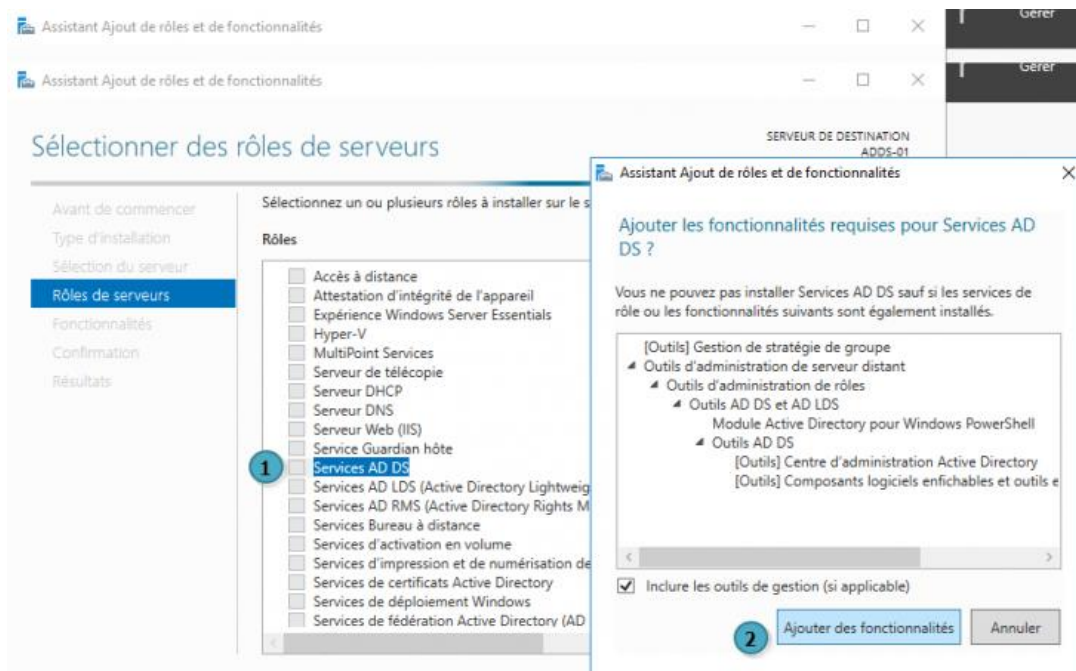 Assistant Ajout de rôles et de fonctionnalités
Gérer
Assistant Ajout de rôles et de fonctionnalités
Gérer
Sélectionner des rôles de serveurs
SERVEUR DE DESTINATION
ADDS-01
Avant de commencer
Type d'installation
Sélection du serveur
Rôles de serveurs
Fonctionnalités
Confirmation
Résultats
Sélectionnez un ou plusieurs rôles à installer sur le s
Rôles
Accès à distance
Attestation d'intégrité de l'appareil
Expérience Windows Server Essentials
Hyper-V
MultiPoint Services
Serveur de télécopie
Serveur DHCP
Serveur DNS
Serveur Web (IIS)
Service Guardian hôte
1
Services AD DS
Services AD LDS (Active Directory Lightweig
Services AD RMS (Active Directory Rights M
Services Bureau à distance
Services d'activation en volume
Services d'impression et de numérisation de
Services de certificats Active Directory
Services de déploiement Windows
Services de fédération Active Directory (AD
Assistant Ajout de rôles et de fonctionnalités
Ajouter les fonctionnalités requises pour Services AD
DS ?
Vous ne pouvez pas installer Services AD DS sauf si les services de
rôle ou les fonctionnalités suivants sont également installés.
[Outils] Gestion de stratégie de groupe
Outils d'administration de serveur distant
Outils d'administration de rôles
Outils AD DS et AD LDS
Module Active Directory pour Windows PowerShell
Outils AD DS
[Outils] Centre d'administration Active Directory
[Outils] Composants logiciels enfichables et outils e
Inclure les outils de gestion (si applicable)
2
Ajouter des fonctionnalités
Annuler